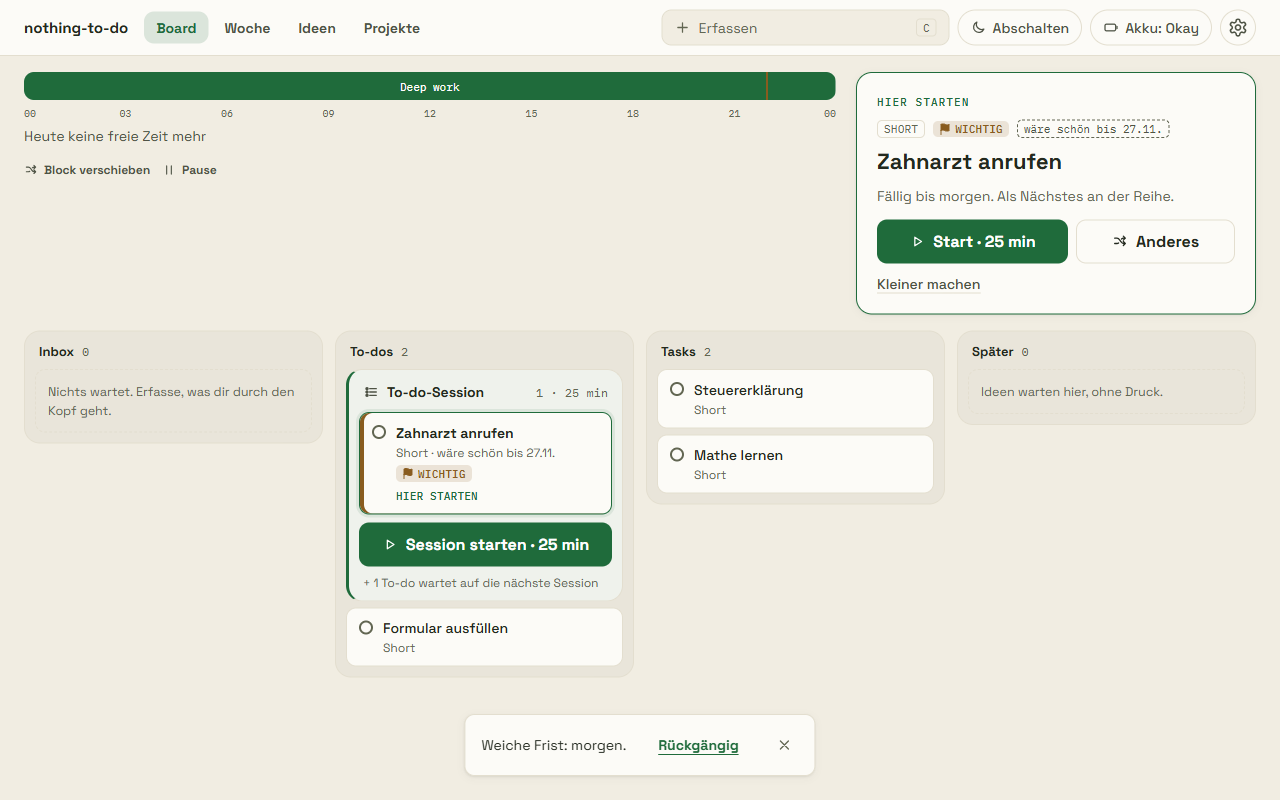 nothing-to-do
Board
Woche
Ideen
Projekte
Erfassen
C
Abschalten
Akku: Okay
Deep work
00 03 06 09 12 15 18 21 00
Heute keine freie Zeit mehr
Block verschieben
Pause
HIER STARTEN
SHORT
WICHTIG
wäre schön bis 27.11.
Zahnarzt anrufen
Fällig bis morgen. Als Nächstes an der Reihe.
Start · 25 min
Anderes
Kleiner machen
Inbox 0
Nichts wartet. Erfasse, was dir durch den
Kopf geht.
To-dos 2
To-do-Session
1 · 25 min
Zahnarzt anrufen
Short · wäre schön bis 27.11.
WICHTIG
HIER STARTEN
Session starten · 25 min
+ 1 To-do wartet auf die nächste Session
Formular ausfüllen
Short
Tasks 2
Steuererklärung
Short
Mathe lernen
Short
Später 0
Ideen warten hier, ohne Druck.
Weiche Frist: morgen.
Rückgängig